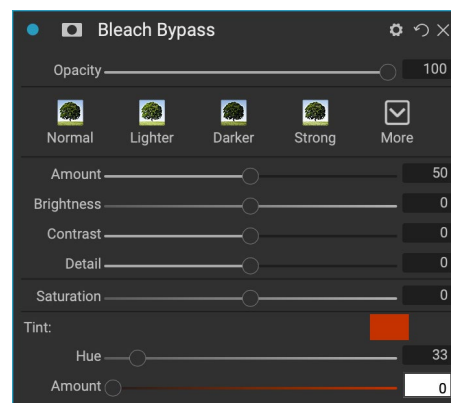 Bleach Bypass
Opacity 100
Normal Lighter Darker Strong More
Amount 50
Brightness 0
Contrast 0
Detail 0
Saturation 0
Tint:
Hue 33
Amount 0